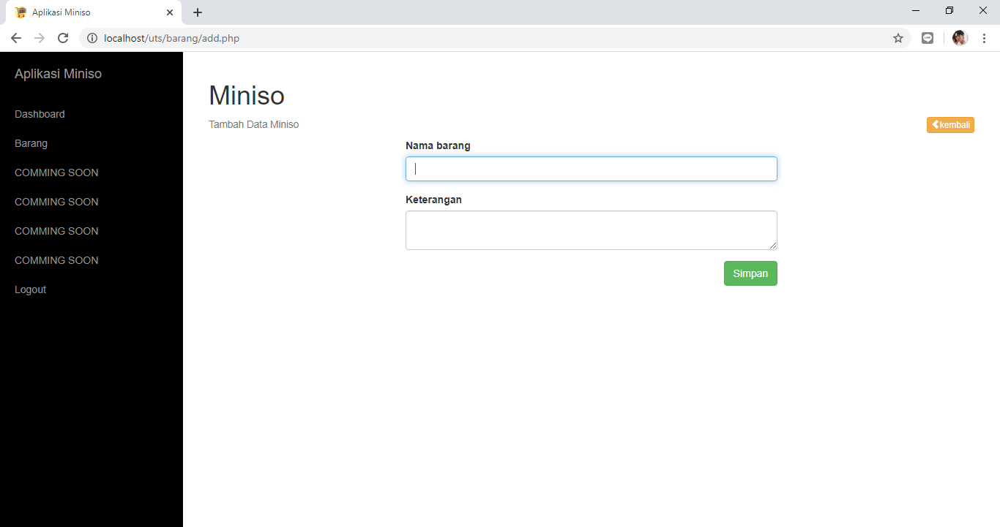 Aplikasi Miniso
localhost/uts/barang/add.php
Aplikasi Miniso
Dashboard
Barang
COMMING SOON
COMMING SOON
COMMING SOON
COMMING SOON
Logout
Miniso
Tambah Data Miniso
kembali
Nama barang
Keterangan
Simpan